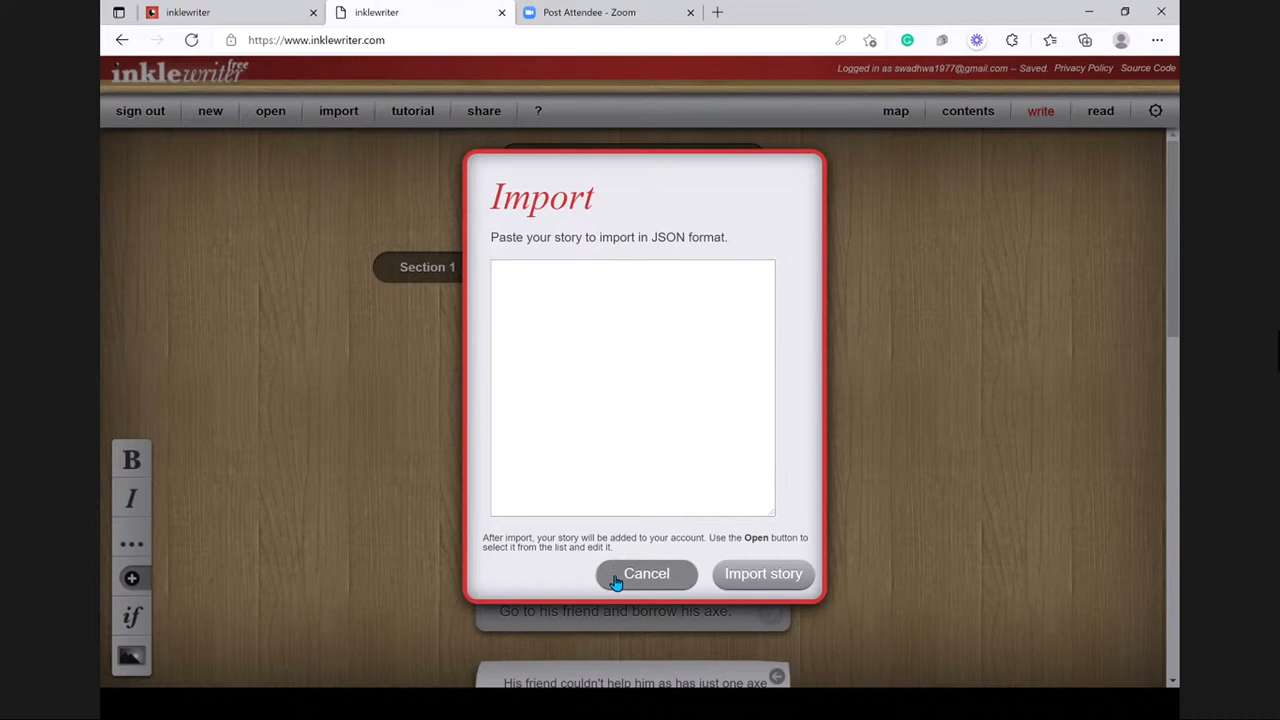 inklewriter
inklewriter
Post Attendee - Zoom
https://www.inklewriter.com
inklewriter free
Logged in as swadhwa1977@gmail.com -- Saved. Privacy Policy Source Code
sign out new open import tutorial share ? map contents write read
Import
Paste your story to import in JSON format.
Section 1
B
I
...
if
After import, your story will be added to your account. Use the Open button to
select it from the list and edit it.
Cancel Import story
Go to his friend and borrow his axe.
His friend couldn't help him as has just one axe